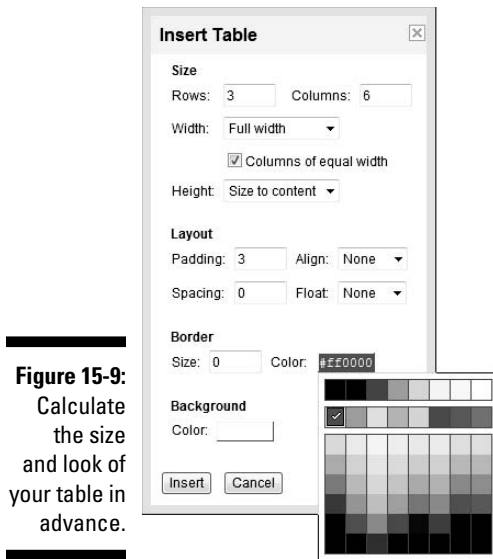 Insert Table
Size
Rows: 3 Columns: 6
Width: Full width
Columns of equal width
Height: Size to content
Layout
Padding: 3 Align: None
Spacing: 0 Float: None
Border
Size: 0 Color: #ff0000
Background
Color:
Insert Cancel
Figure 15-9:
Calculate
the size
and look of
your table in
advance.